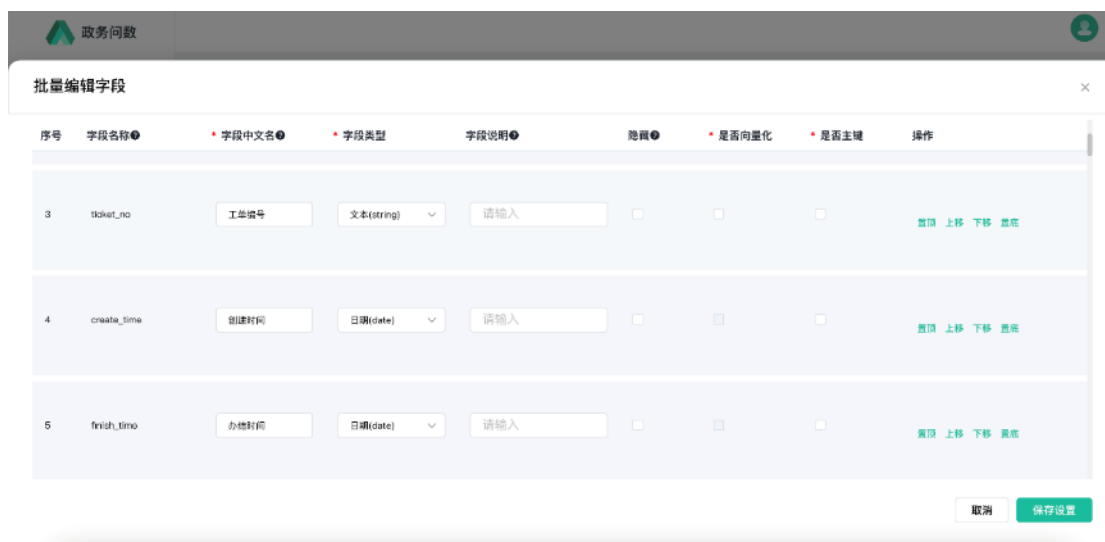 政务问数
批量编辑字段
序号 字段名称 * 字段中文名 * 字段类型 字段说明 隐藏 * 是否向量化 * 是否主键 操作
3 ticket_no 工单编号 文本(string) 请输入 置顶 上移 下移 置底
4 create_time 创建时间 日期(date) 请输入 置顶 上移 下移 置底
5 finish_time 办结时间 日期(date) 请输入 置顶 上移 下移 置底
取消 保存设置